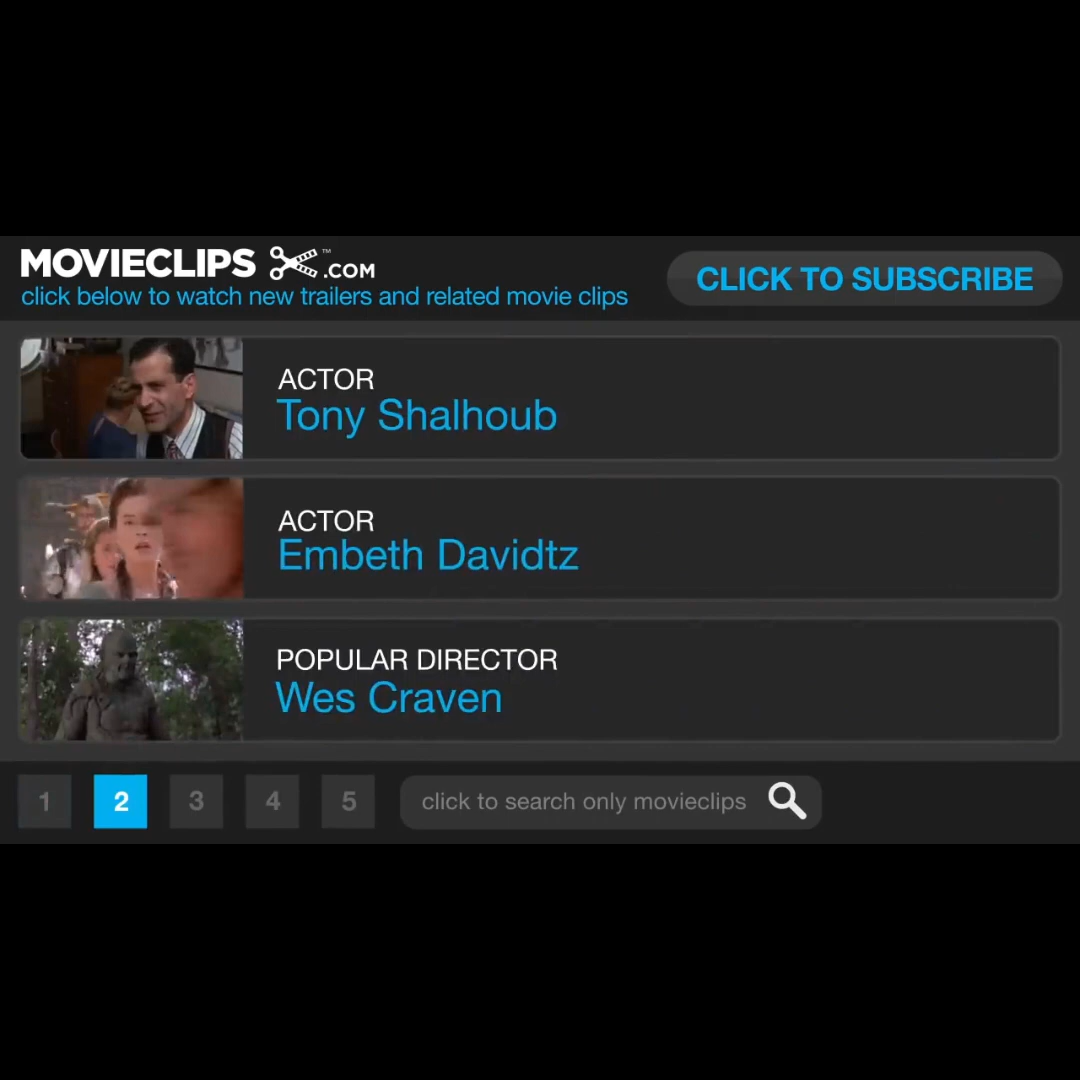 MOVIECLIPS ™.COM
click below to watch new trailers and related movie clips
CLICK TO SUBSCRIBE
ACTOR
Tony Shalhoub
ACTOR
Embeth Davidtz
POPULAR DIRECTOR
Wes Craven
1 2 3 4 5 click to search only movieclips